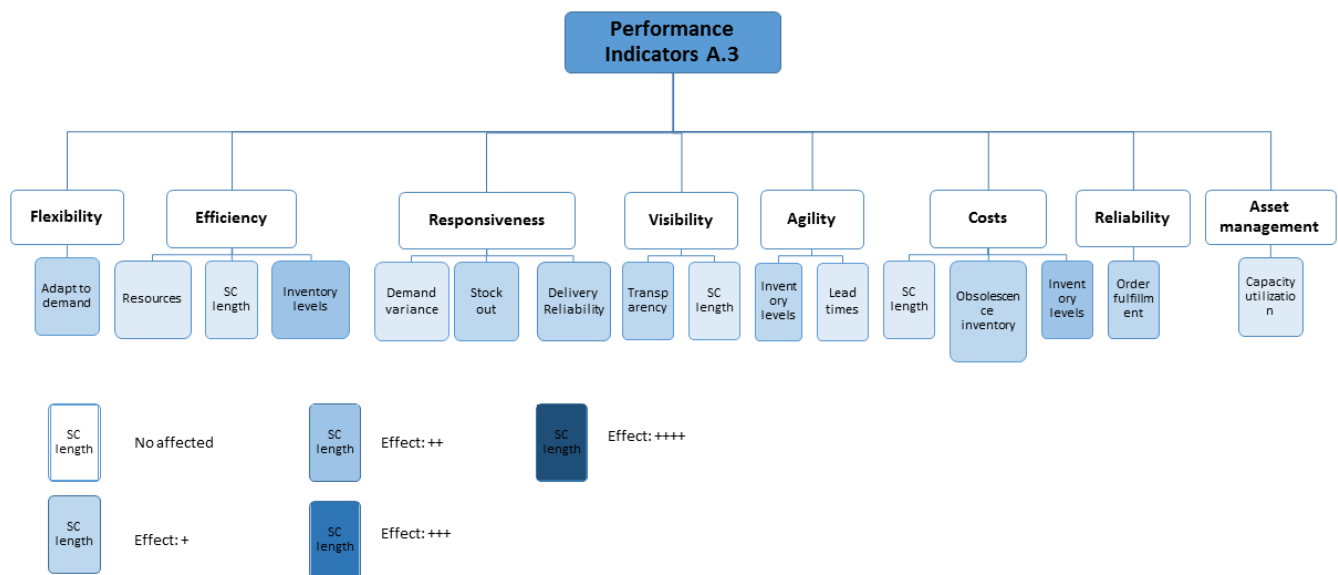 Performance
Indicators A.3
Flexibility
Efficiency
Responsiveness
Visibility
Agility
Costs
Reliability
Asset
management
Adapt to
demand
Resources
SC
length
Inventory
levels
Demand
variance
Stock
out
Delivery
Reliability
Transp
arency
SC
length
Invent
ory
levels
Lead
times
SC
length
Obsolescen
ce
inventory
Invent
ory
levels
Order
fulfillm
ent
Capacity
utilizatio
n
SC
length
No affected
SC
length
Effect: ++
SC
length
Effect: ++++
SC
length
Effect: +
SC
length
Effect: +++